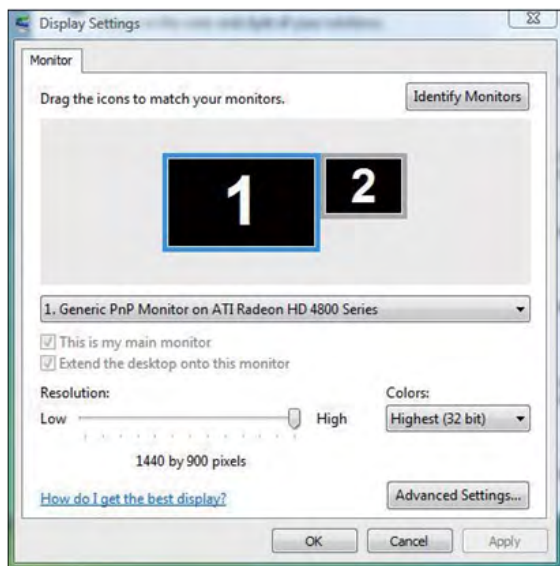 Display Settings
Monitor
Drag the icons to match your monitors.
Identify Monitors
1
2
1. Generic PnP Monitor on ATI Radeon HD 4800 Series
This is my main monitor
Extend the desktop onto this monitor
Resolution:
Colors:
Low
High
Highest (32 bit)
1440 by 900 pixels
How do I get the best display?
Advanced Settings...
OK
Cancel
Apply